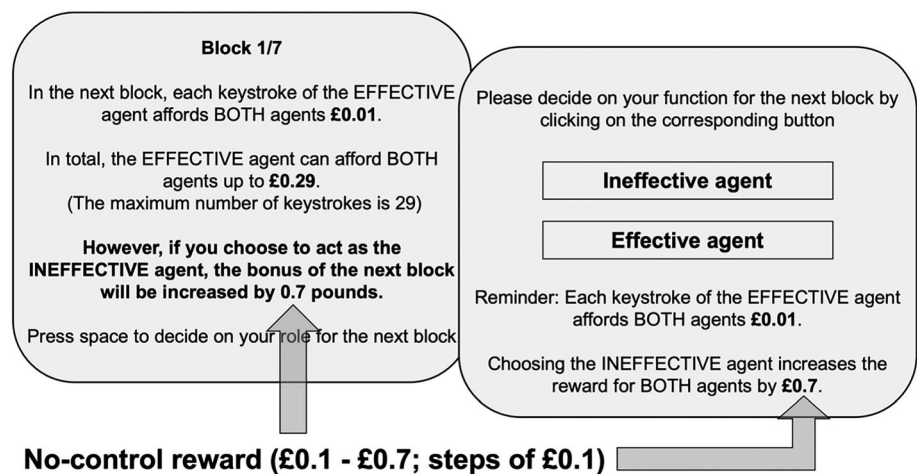 Block 1/7
In the next block, each keystroke of the EFFECTIVE
agent affords BOTH agents £0.01.
In total, the EFFECTIVE agent can afford BOTH
agents up to £0.29.
(The maximum number of keystrokes is 29)
However, if you choose to act as the
INEFFECTIVE agent, the bonus of the next block
will be increased by 0.7 pounds.
Press space to decide on your role for the next block
Please decide on your function for the next block by
clicking on the corresponding button
Ineffective agent
Effective agent
Reminder: Each keystroke of the EFFECTIVE agent
affords BOTH agents £0.01.
Choosing the INEFFECTIVE agent increases the
reward for BOTH agents by £0.7.
No-control reward (£0.1 - £0.7; steps of £0.1)